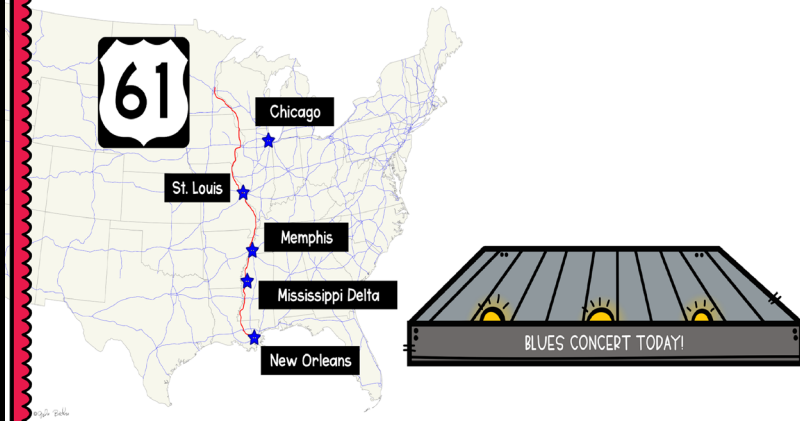 61
Chicago
St. Louis
Memphis
Mississippi Delta
New Orleans
BLUES CONCERT TODAY!